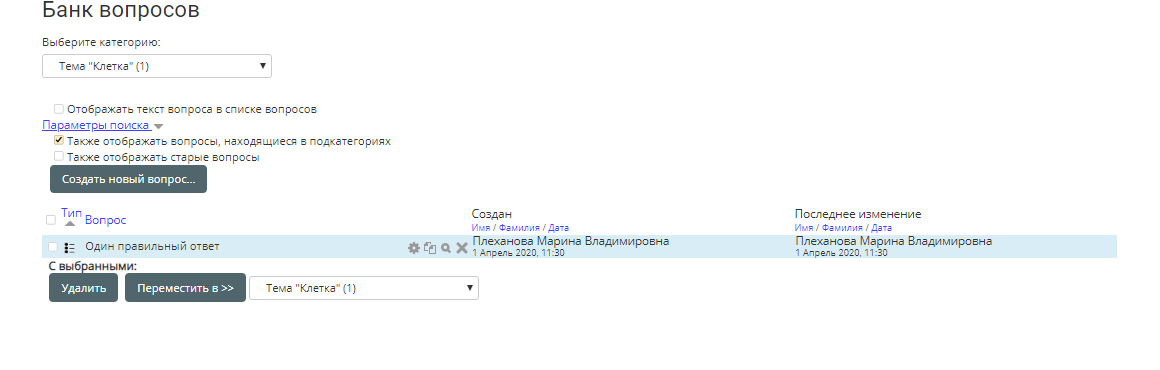 Банк вопросов
Выберите категорию:
Тема "Клетка" (1)
Отображать текст вопроса в списке вопросов
Параметры поиска
Также отображать вопросы, находящиеся в подкатегориях
Также отображать старые вопросы
Создать новый вопрос...
Тип Вопрос Создан Последнее изменение
Имя / Фамилия / Дата Имя / Фамилия / Дата
Один правильный ответ Плеханова Марина Владимировна Плеханова Марина Владимировна
1 Апрель 2020, 11:30 1 Апрель 2020, 11:30
С выбранными:
Удалить Переместить в >> Тема "Клетка" (1)